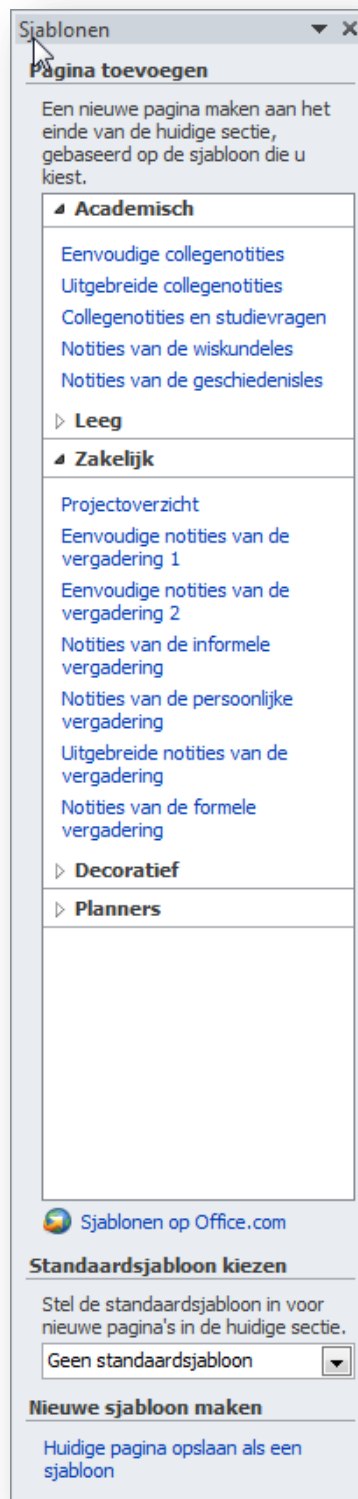 Sjablonen
Pagina toevoegen
Een nieuwe pagina maken aan het
einde van de huidige sectie,
gebaseerd op de sjabloon die u
kiest.
Academisch
Eenvoudige collegenotities
Uitgebreide collegenotities
Collegenotities en studievragen
Notities van de wiskundeles
Notities van de geschiedenisles
Leeg
Zakelijk
Projectoverzicht
Eenvoudige notities van de
vergadering 1
Eenvoudige notities van de
vergadering 2
Notities van de informele
vergadering
Notities van de persoonlijke
vergadering
Uitgebreide notities van de
vergadering
Notities van de formele
vergadering
Decoratief
Planners
Sjablonen op Office.com
Standaardsjabloon kiezen
Stel de standaardsjabloon in voor
nieuwe pagina's in de huidige sectie.
Geen standaardsjabloon
Nieuwe sjabloon maken
Huidige pagina opslaan als een
sjabloon